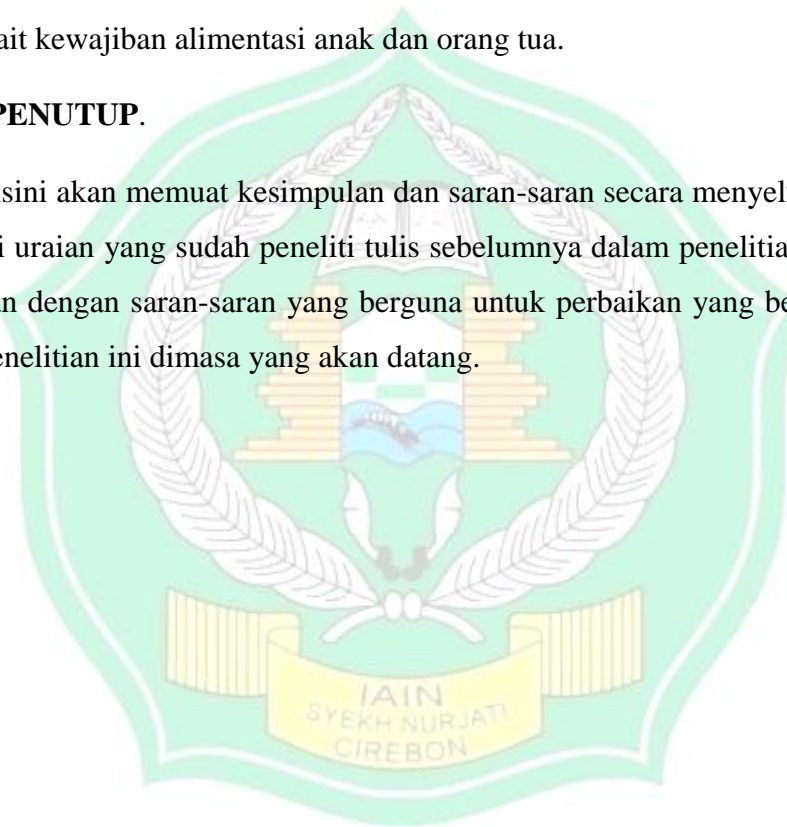 ait kewajiban alimentasi anak dan orang tua.
PENUTUP.
isini akan memuat kesimpulan dan saran-saran secara menyel
i uraian yang sudah peneliti tulis sebelumnya dalam penelitia
n dengan saran-saran yang berguna untuk perbaikan yang be
enelitian ini dimasa yang akan datang.
IAIN
SYEKH NURJATI
CIREBON